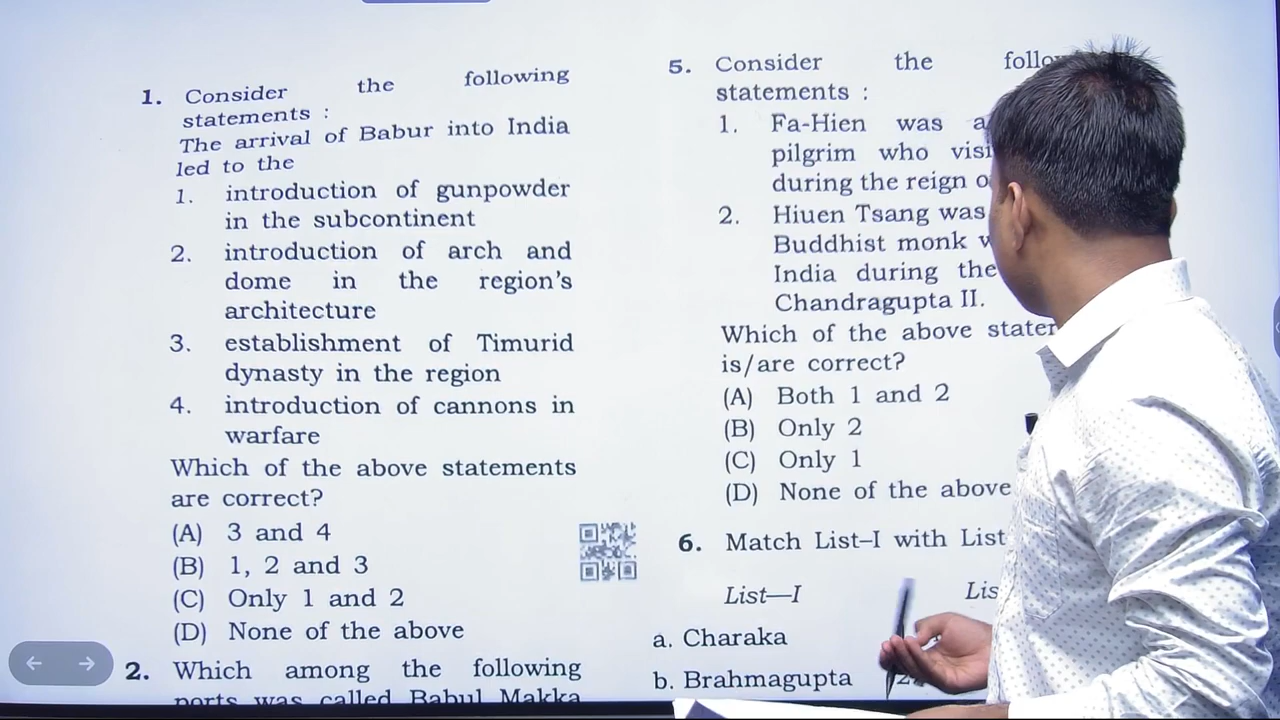 1. Consider the following
statements :
The arrival of Babur into India
led to the
1. introduction of gunpowder
in the subcontinent
2. introduction of arch and
dome in the region's
architecture
3. establishment of Timurid
dynasty in the region
4. introduction of cannons in
warfare
Which of the above statements
are correct?
(A) 3 and 4
(B) 1, 2 and 3
(C) Only 1 and 2
(D) None of the above
2. Which among the following
ports was called Babul Makka
5. Consider the
statements :
1. Fa-Hien was
pilgrim who
during the reign
2. Hiuen Tsang was
Buddhist monk
India during the
Chandragupta II.
Which of the above
is/are correct?
(A) Both 1 and 2
(B) Only 2
(C) Only 1
(D) None of the above
6. Match List–I with
List—I
a. Charaka
b. Brahmagupta